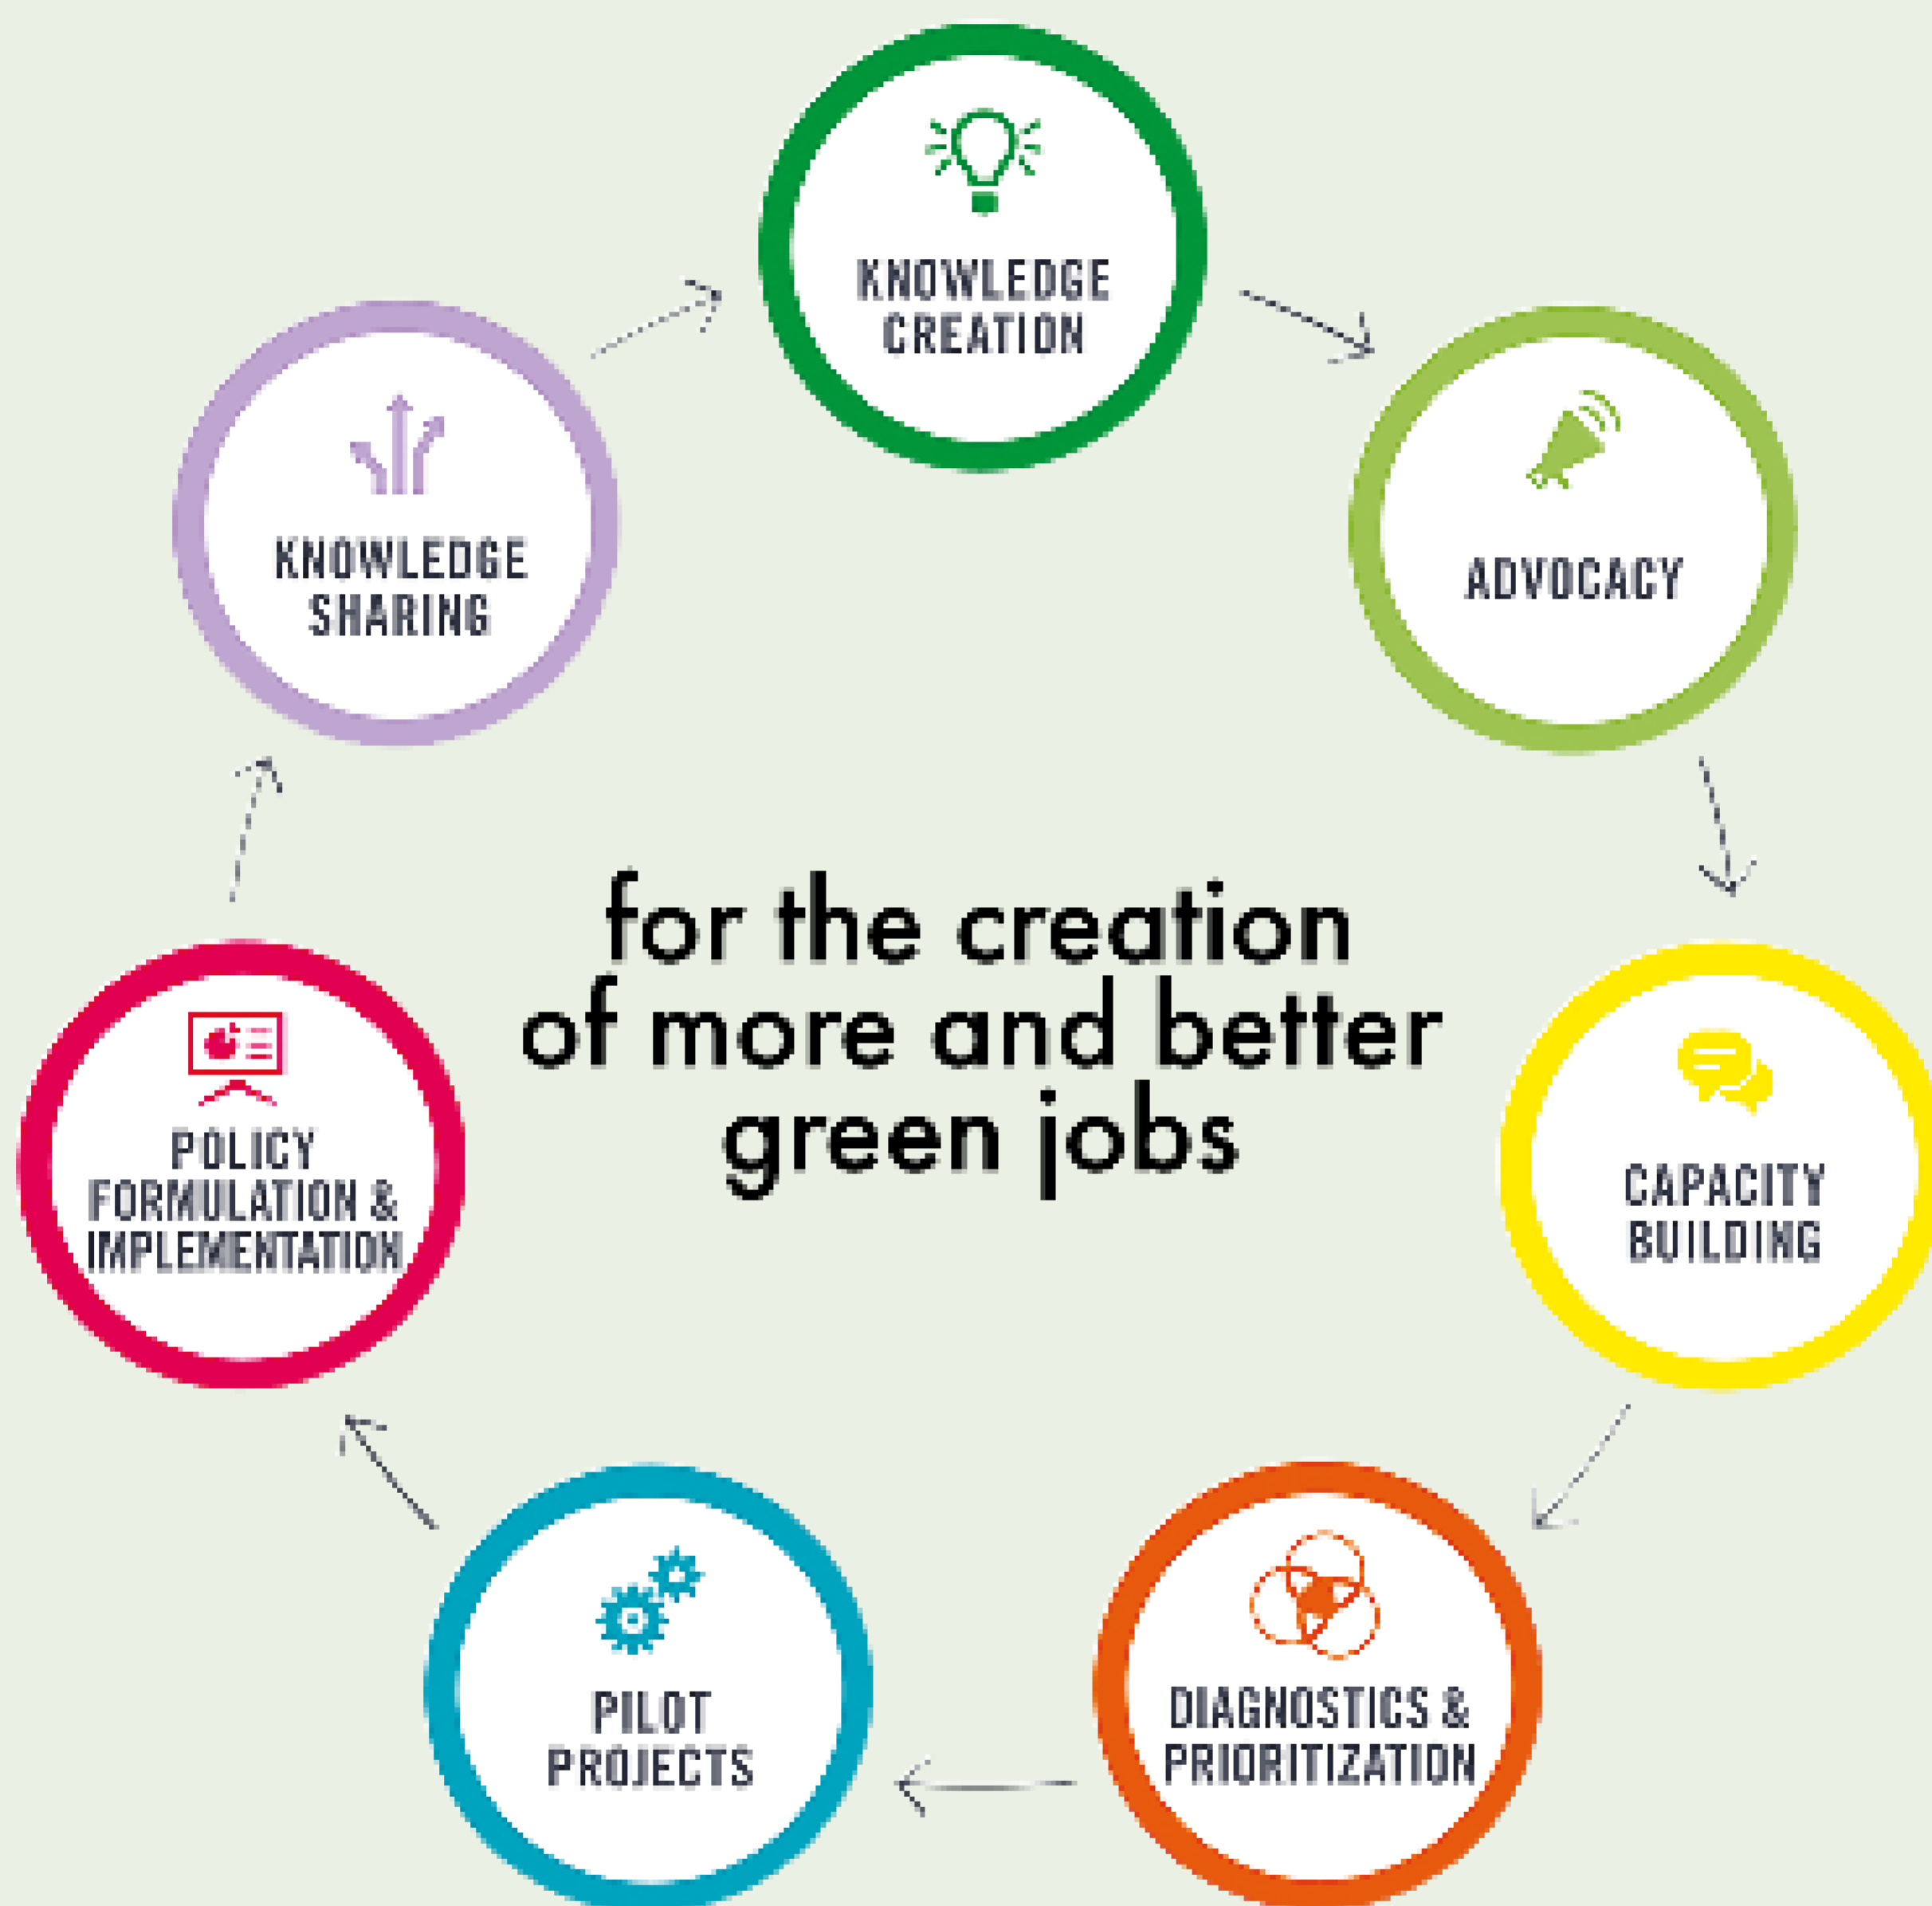 KNOWLEDGE
CREATION
ADVOCACY
CAPACITY
BUILDING
DIAGNOSTICS &
PRIORITIZATION
PILOT
PROJECTS
POLICY
FORMULATION &
IMPLEMENTATION
KNOWLEDGE
SHARING
for the creation
of more and better
green jobs